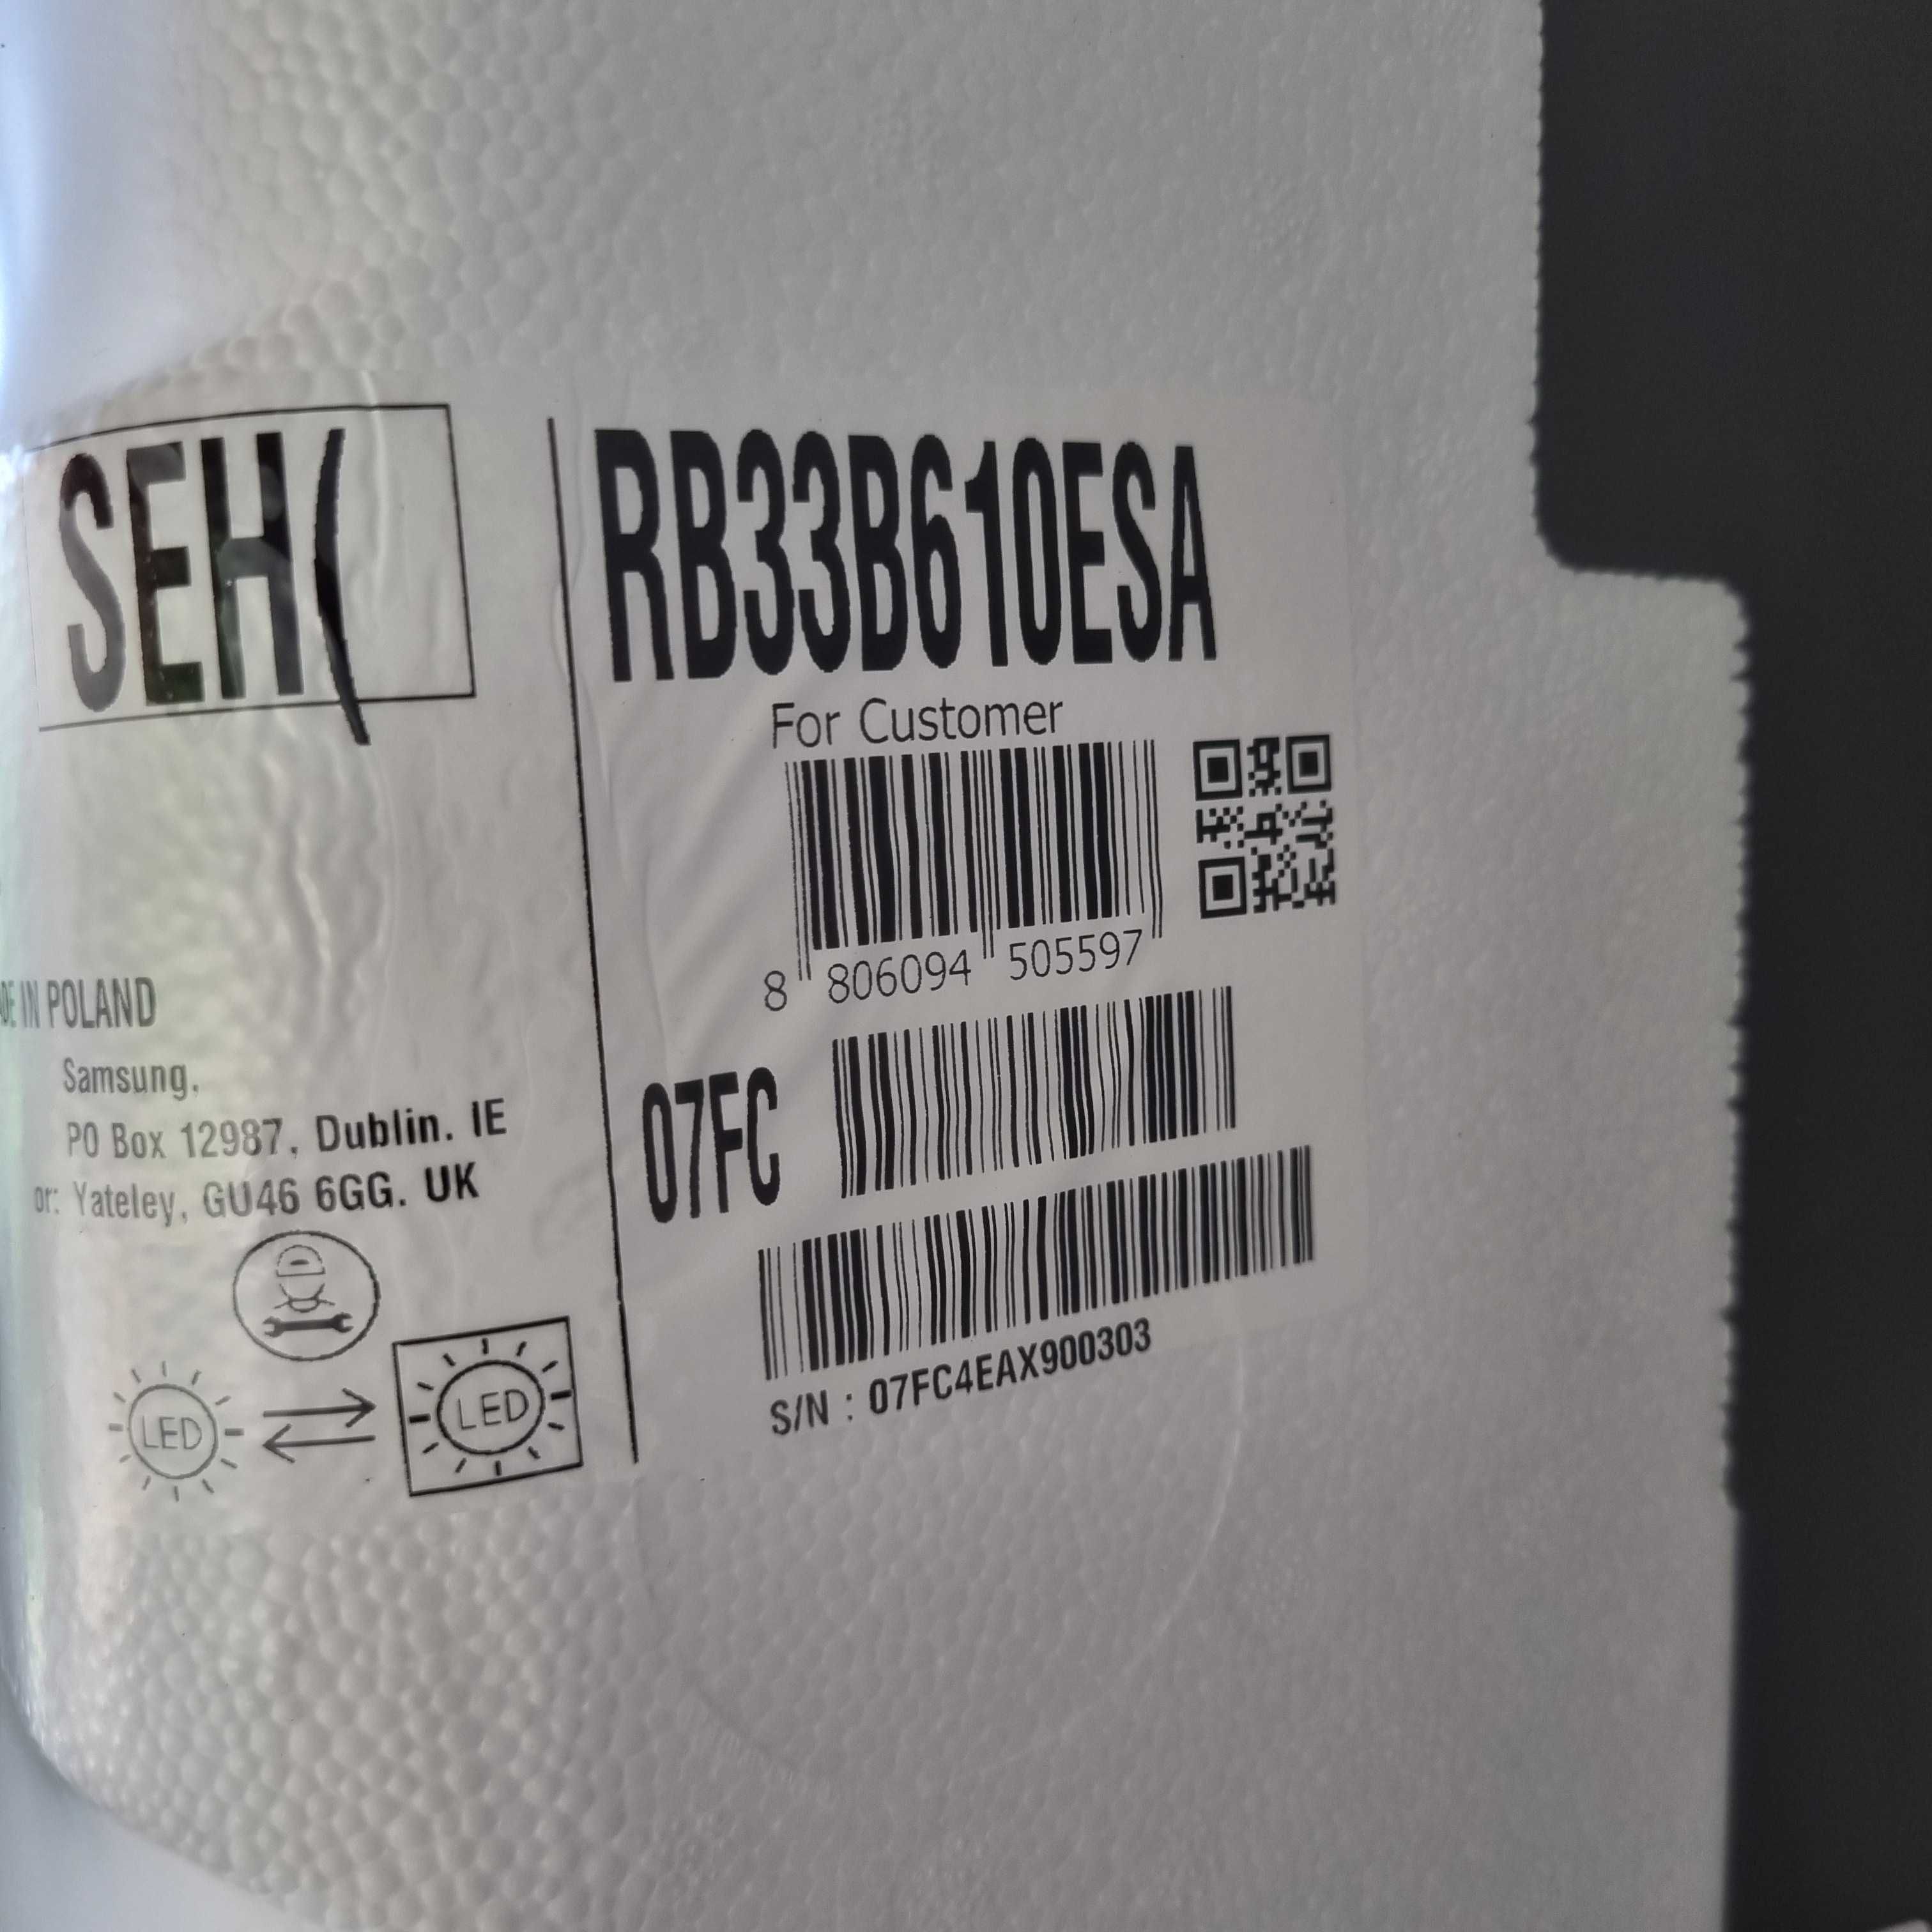 SEH
RB33B610ESA
For Customer
8 806094 505597
IN POLAND
Samsung.
PO Box 12987, Dublin. IE
or: Yateley, GU46 6GG. UK
07FC
S/N : 07FC4EAX900303
LED
LED